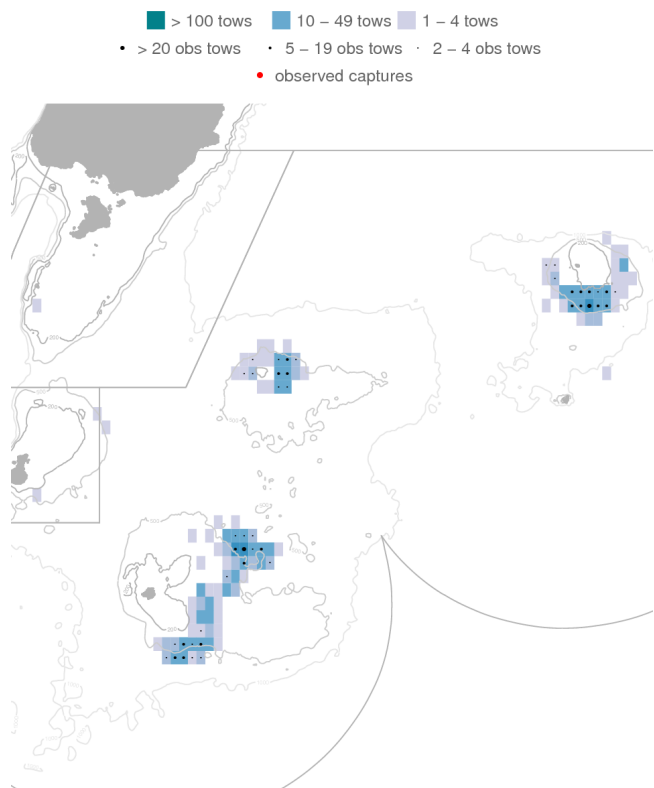 > 100 tows 10 – 49 tows 1 – 4 tows
> 20 obs tows 5 – 19 obs tows 2 – 4 obs tows
observed captures